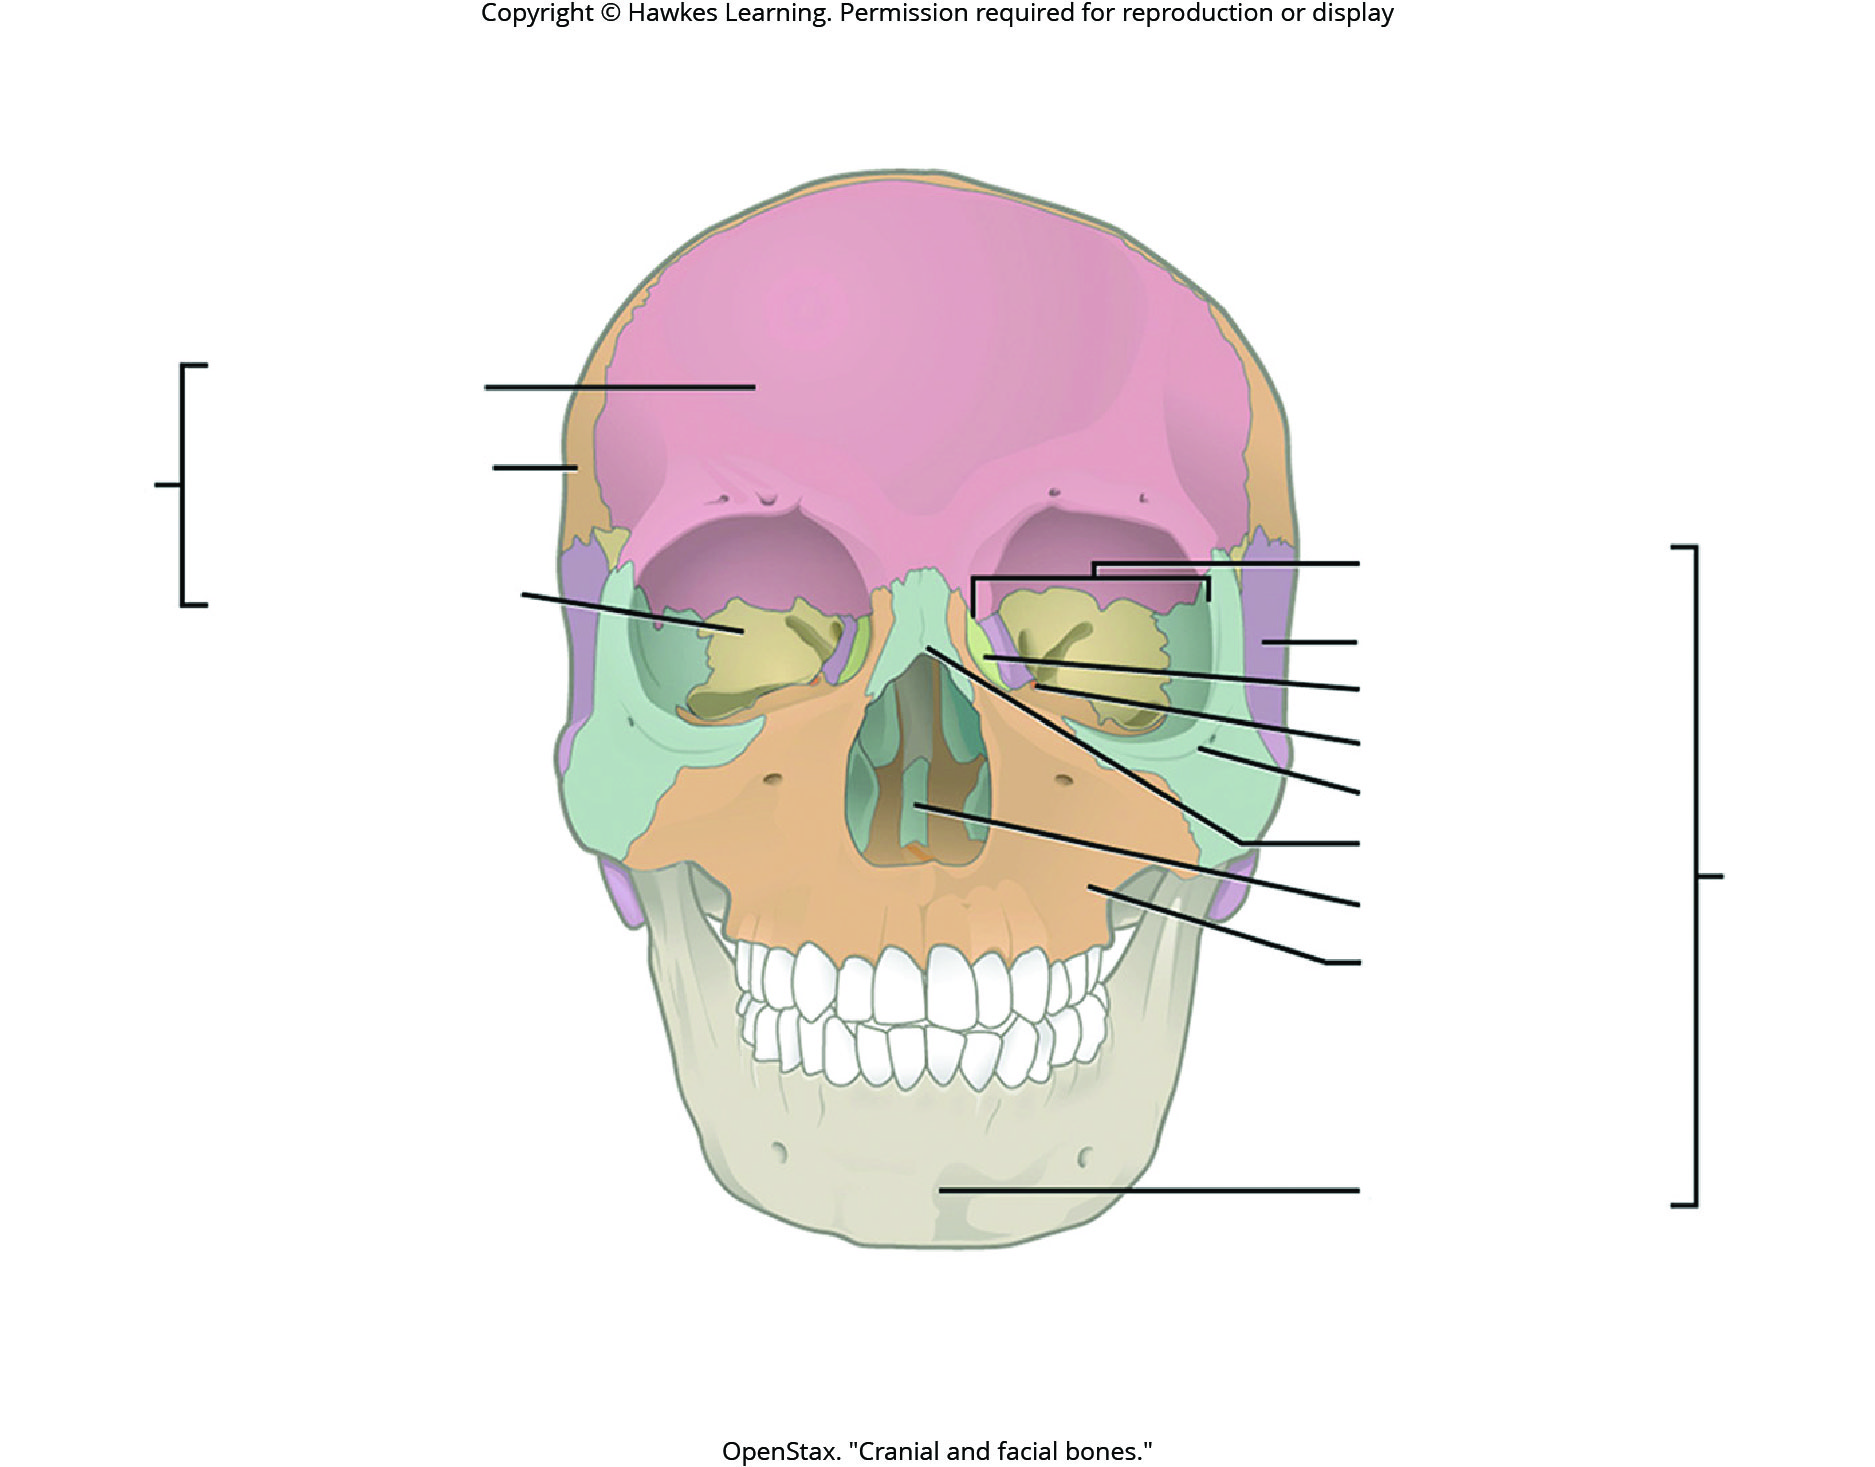 Copyright © Hawkes Learning. Permission required for reproduction or display
OpenStax. "Cranial and facial bones."